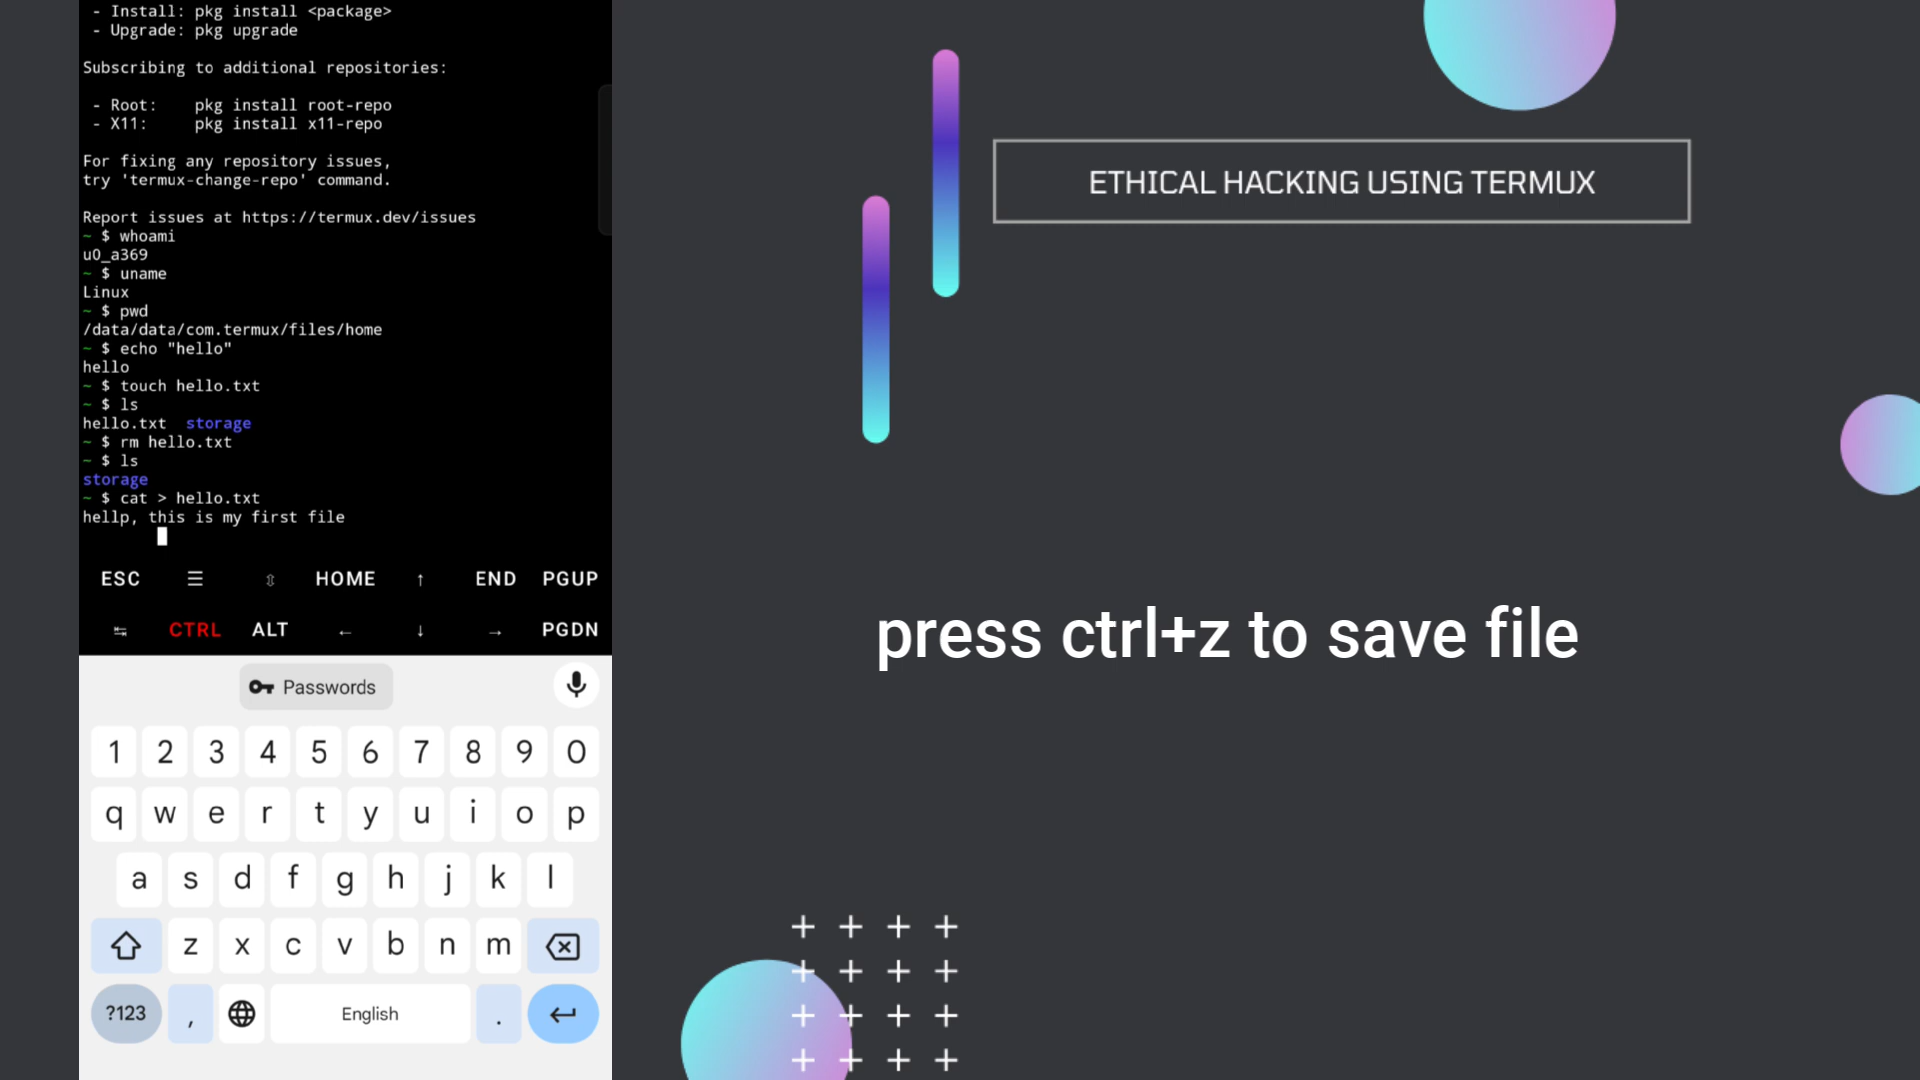 - Install: pkg install <package>
- Upgrade: pkg upgrade
Subscribing to additional repositories:
- Root:    pkg install root-repo
- X11:     pkg install x11-repo
For fixing any repository issues,
try 'termux-change-repo' command.
Report issues at https://termux.dev/issues
~ $ whoami
u0_a369
~ $ uname
Linux
~ $ pwd
/data/data/com.termux/files/home
~ $ echo "hello"
hello
~ $ touch hello.txt
~ $ ls
hello.txt  storage
~ $ rm hello.txt
~ $ ls
storage
~ $ cat > hello.txt
hellp, this is my first file
ESC ☰ ⇳ HOME ↑ END PGUP
↹ CTRL ALT ← ↓ → PGDN
Passwords
1 2 3 4 5 6 7 8 9 0
q w e r t y u i o p
a s d f g h j k l
z x c v b n m
?123 , English .
ETHICAL HACKING USING TERMUX
press ctrl+z to save file